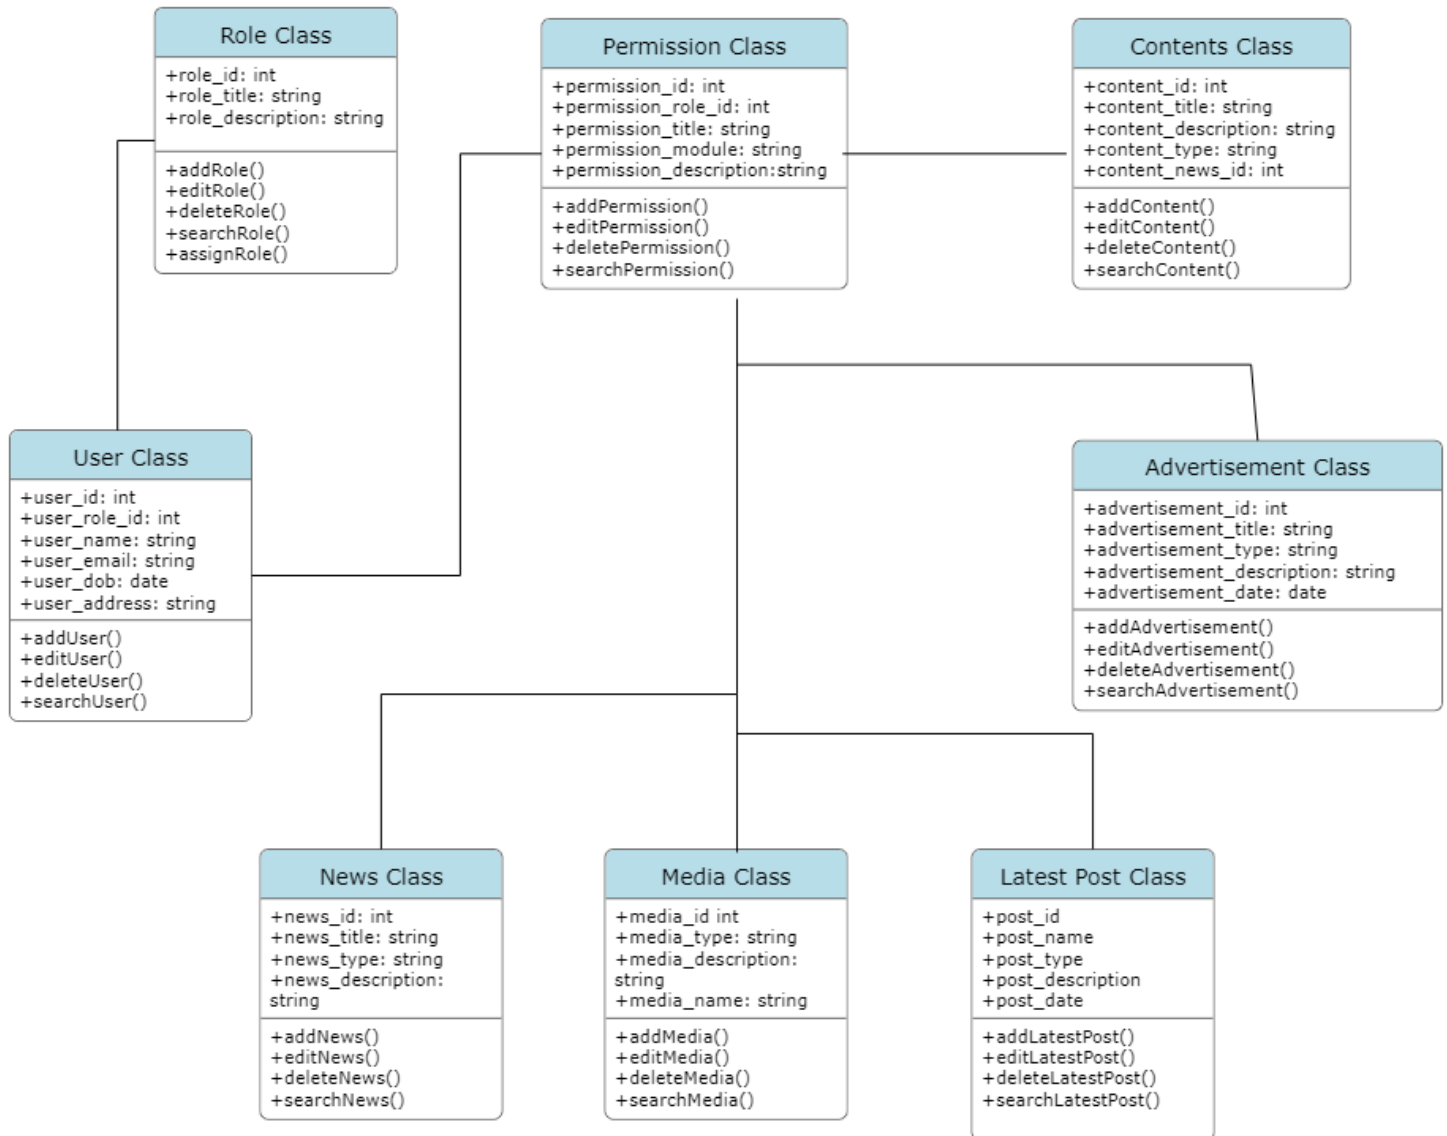 Role Class
+role_id: int
+role_title: string
+role_description: string
+addRole()
+editRole()
+deleteRole()
+searchRole()
+assignRole()
Permission Class
+permission_id: int
+permission_role_id: int
+permission_title: string
+permission_module: string
+permission_description:string
+addPermission()
+editPermission()
+deletePermission()
+searchPermission()
Contents Class
+content_id: int
+content_title: string
+content_description: string
+content_type: string
+content_news_id: int
+addContent()
+editContent()
+deleteContent()
+searchContent()
User Class
+user_id: int
+user_role_id: int
+user_name: string
+user_email: string
+user_dob: date
+user_address: string
+addUser()
+editUser()
+deleteUser()
+searchUser()
Advertisement Class
+advertisement_id: int
+advertisement_title: string
+advertisement_type: string
+advertisement_description: string
+advertisement_date: date
+addAdvertisement()
+editAdvertisement()
+deleteAdvertisement()
+searchAdvertisement()
News Class
+news_id: int
+news_title: string
+news_type: string
+news_description:
string
+addNews()
+editNews()
+deleteNews()
+searchNews()
Media Class
+media_id int
+media_type: string
+media_description:
string
+media_name: string
+addMedia()
+editMedia()
+deleteMedia()
+searchMedia()
Latest Post Class
+post_id
+post_name
+post_type
+post_description
+post_date
+addLatestPost()
+editLatestPost()
+deleteLatestPost()
+searchLatestPost()